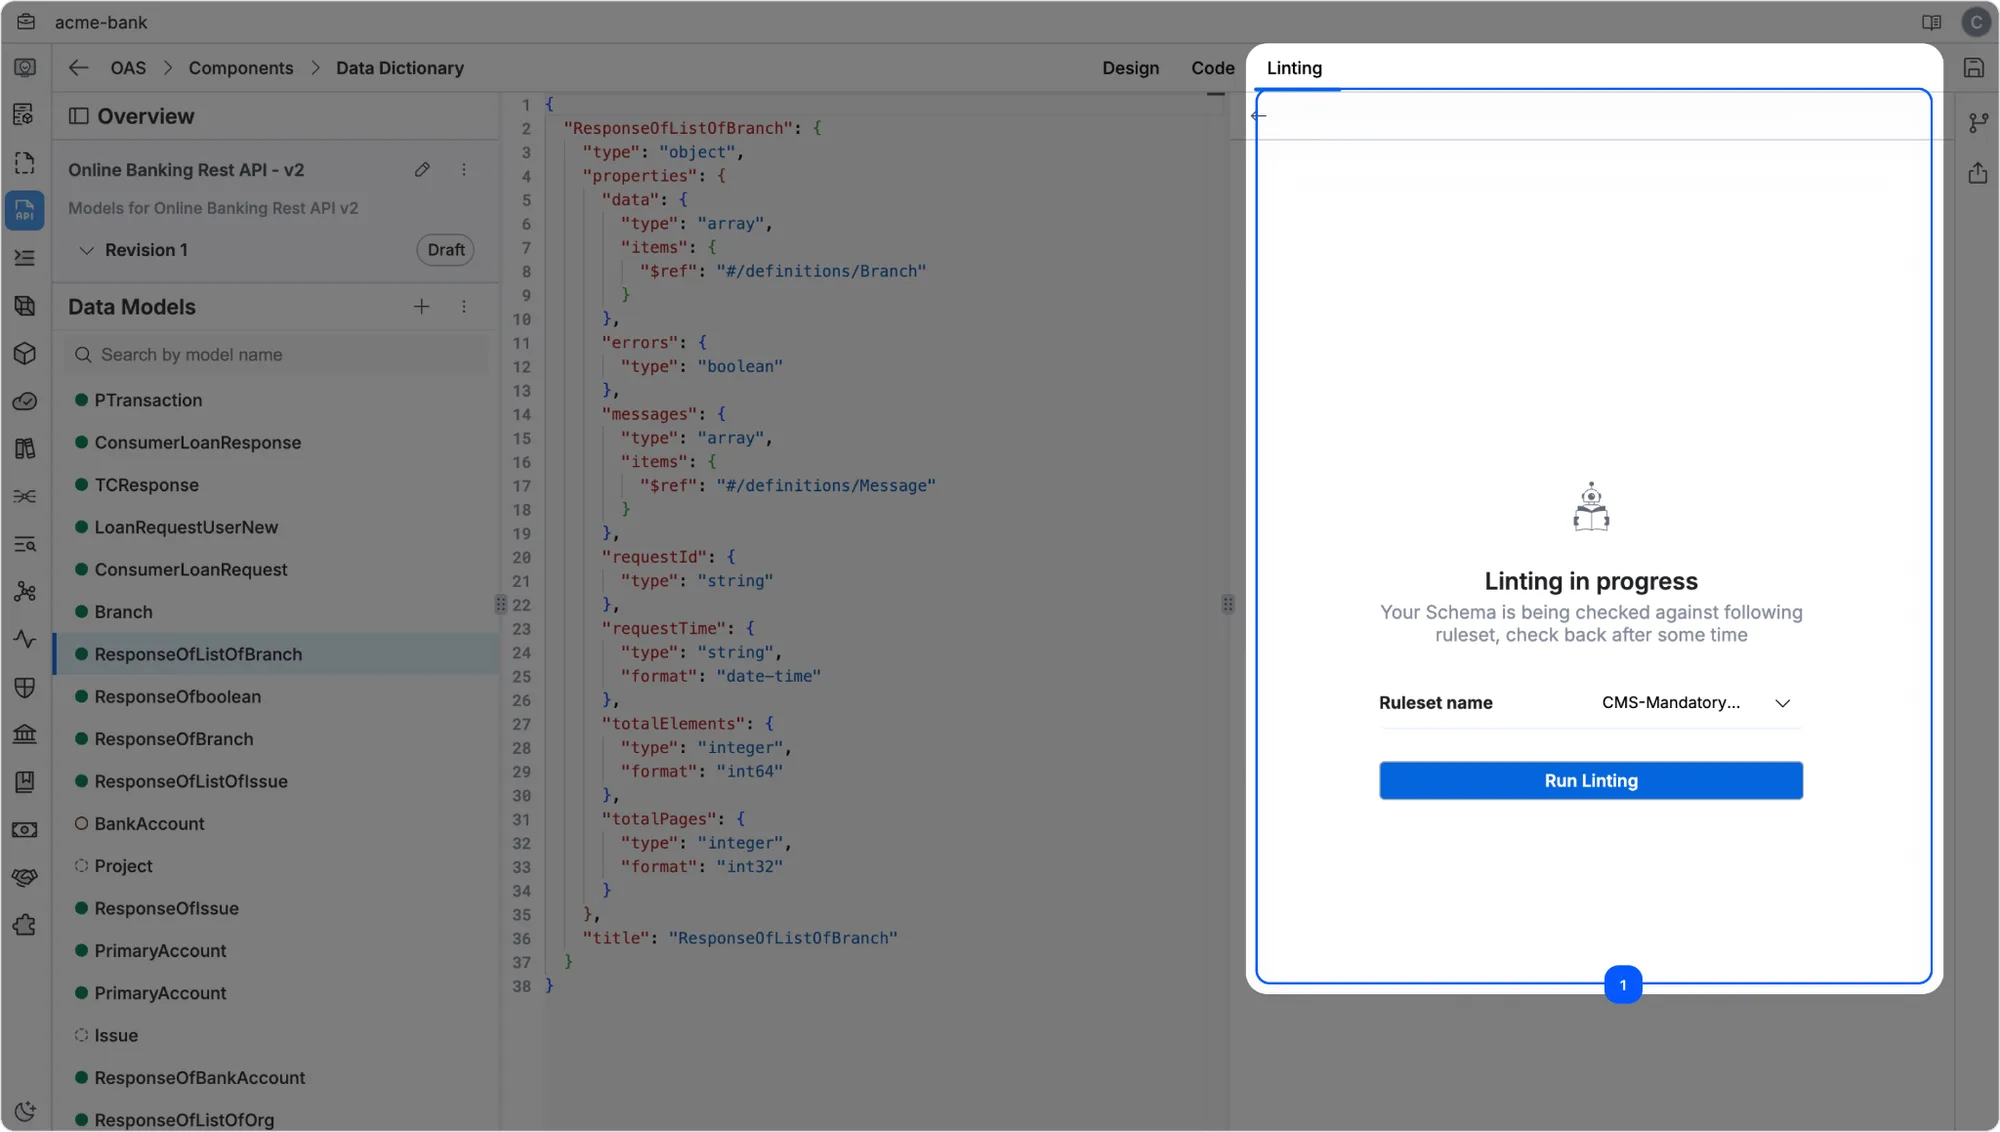 acme-bank
C
OAS > Components > Data Dictionary
Design
Code
Linting
API
Overview
Online Banking Rest API - v2
Models for Online Banking Rest API v2
Revision 1
Draft
Data Models
Search by model name
PTransaction
ConsumerLoanResponse
TCResponse
LoanRequestUserNew
ConsumerLoanRequest
Branch
ResponseOfListOfBranch
ResponseOfboolean
ResponseOfBranch
ResponseOfListOfIssue
BankAccount
Project
ResponseOfIssue
PrimaryAccount
PrimaryAccount
Issue
ResponseOfBankAccount
ResponseOfListOfOrg
1 {
2 "ResponseOfListOfBranch": {
3 "type": "object",
4 "properties": {
5 "data": {
6 "type": "array",
7 "items": {
8 "$ref": "#/definitions/Branch"
9 }
10 },
11 "errors": {
12 "type": "boolean"
13 },
14 "messages": {
15 "type": "array",
16 "items": {
17 "$ref": "#/definitions/Message"
18 }
19 },
20 "requestId": {
21 "type": "string"
22 },
23 "requestTime": {
24 "type": "string",
25 "format": "date-time"
26 },
27 "totalElements": {
28 "type": "integer",
29 "format": "int64"
30 },
31 "totalPages": {
32 "type": "integer",
33 "format": "int32"
34 }
35 },
36 "title": "ResponseOfListOfBranch"
37 }
38 }
Linting in progress
Your Schema is being checked against following
ruleset, check back after some time
Ruleset name
CMS-Mandatory...
Run Linting
1